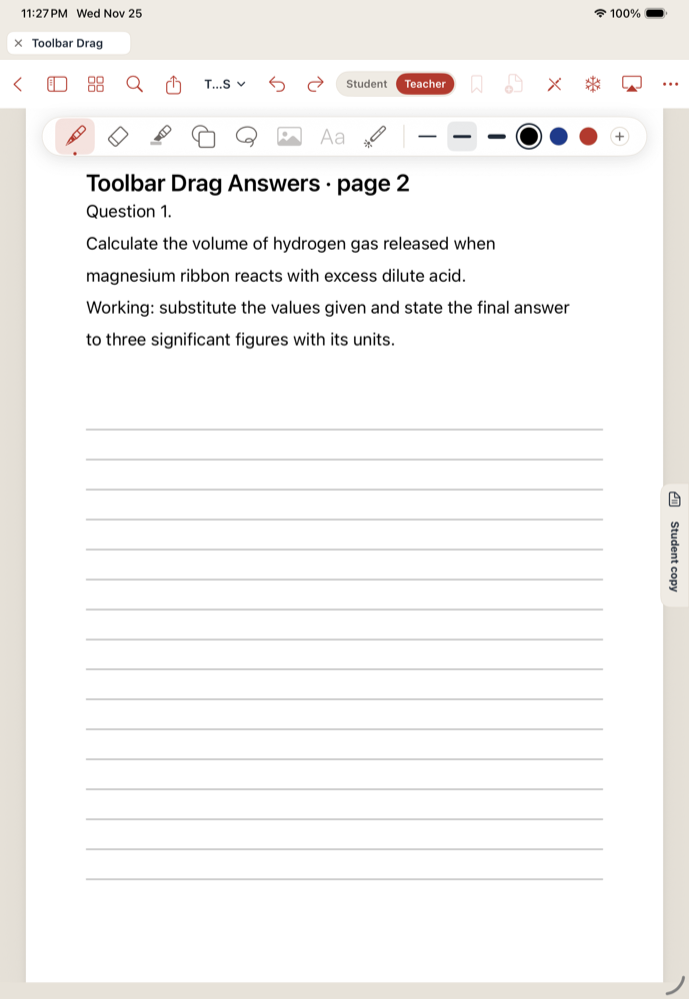 11:27 PM Wed Nov 25
100%
Toolbar Drag
T...S
Student
Teacher
Aa
Toolbar Drag Answers · page 2
Question 1.
Calculate the volume of hydrogen gas released when
magnesium ribbon reacts with excess dilute acid.
Working: substitute the values given and state the final answer
to three significant figures with its units.
Student copy